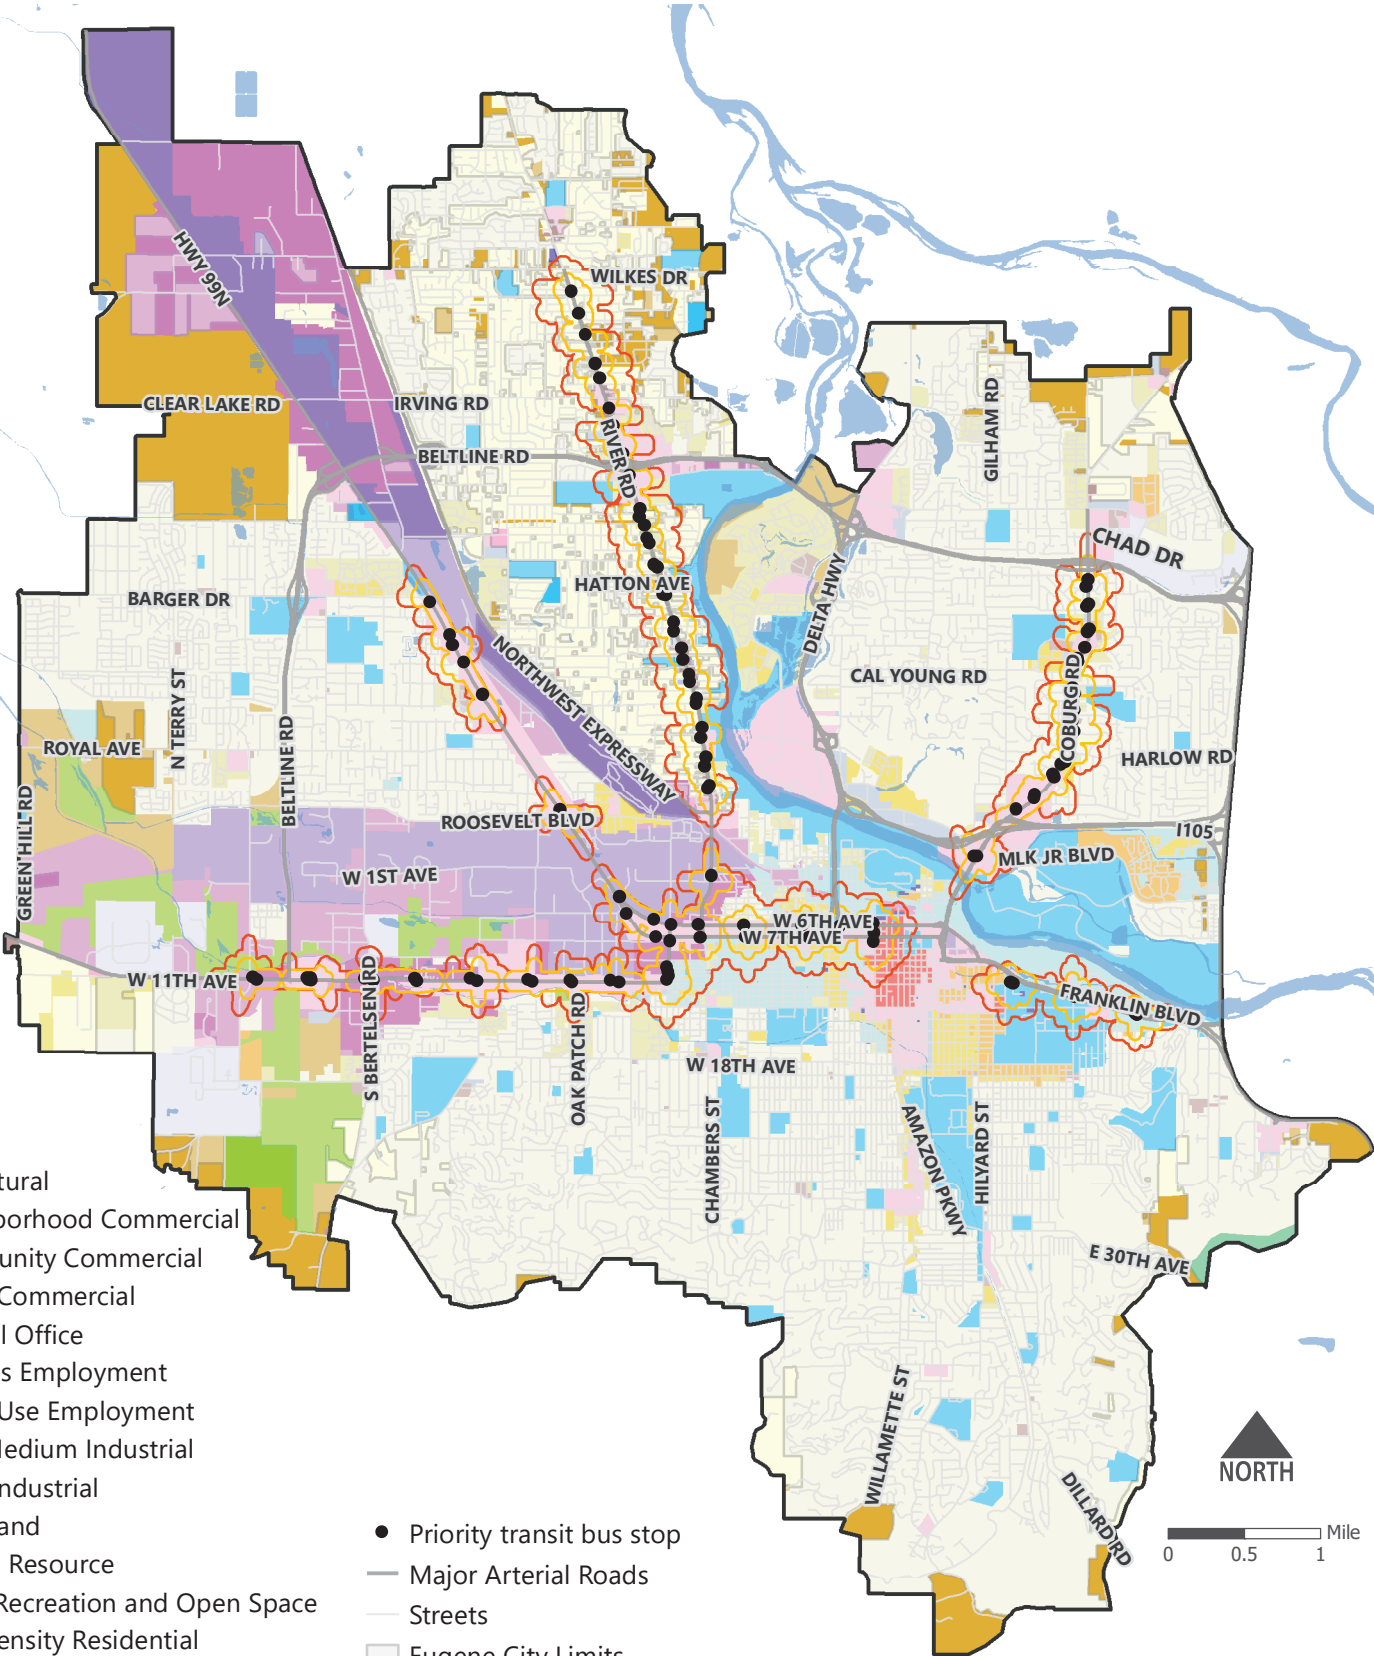 WILKES DR
HWY 99N
CLEAR LAKE RD
IRVING RD
GILHAM RD
RIVER RD
BELTLINE RD
CHAD DR
BARGER DR
HATTON AVE
DELTA HWY
NORTHWEST EXPRESSWAY
N TERRY ST
CAL YOUNG RD
COBURG RD
ROYAL AVE
BELTLINE RD
HARLOW RD
GREEN HILL RD
ROOSEVELT BLVD
I105
MLK JR BLVD
W 1ST AVE
W 6TH AVE
W 7TH AVE
W 11TH AVE
S BERTELSEN RD
FRANKLIN BLVD
OAK PATCH RD
W 18TH AVE
CHAMBERS ST
AMAZON PKWY
HILYARD ST
E 30TH AVE
WILLAMETTE ST
DILLARD RD
NORTH
Mile
0 0.5 1
tural
borhood Commercial
unity Commercial
Commercial
l Office
s Employment
Use Employment
Medium Industrial
ndustrial
and
Resource
Recreation and Open Space
ensity Residential
Priority transit bus stop
Major Arterial Roads
Streets
Eugene City Limits